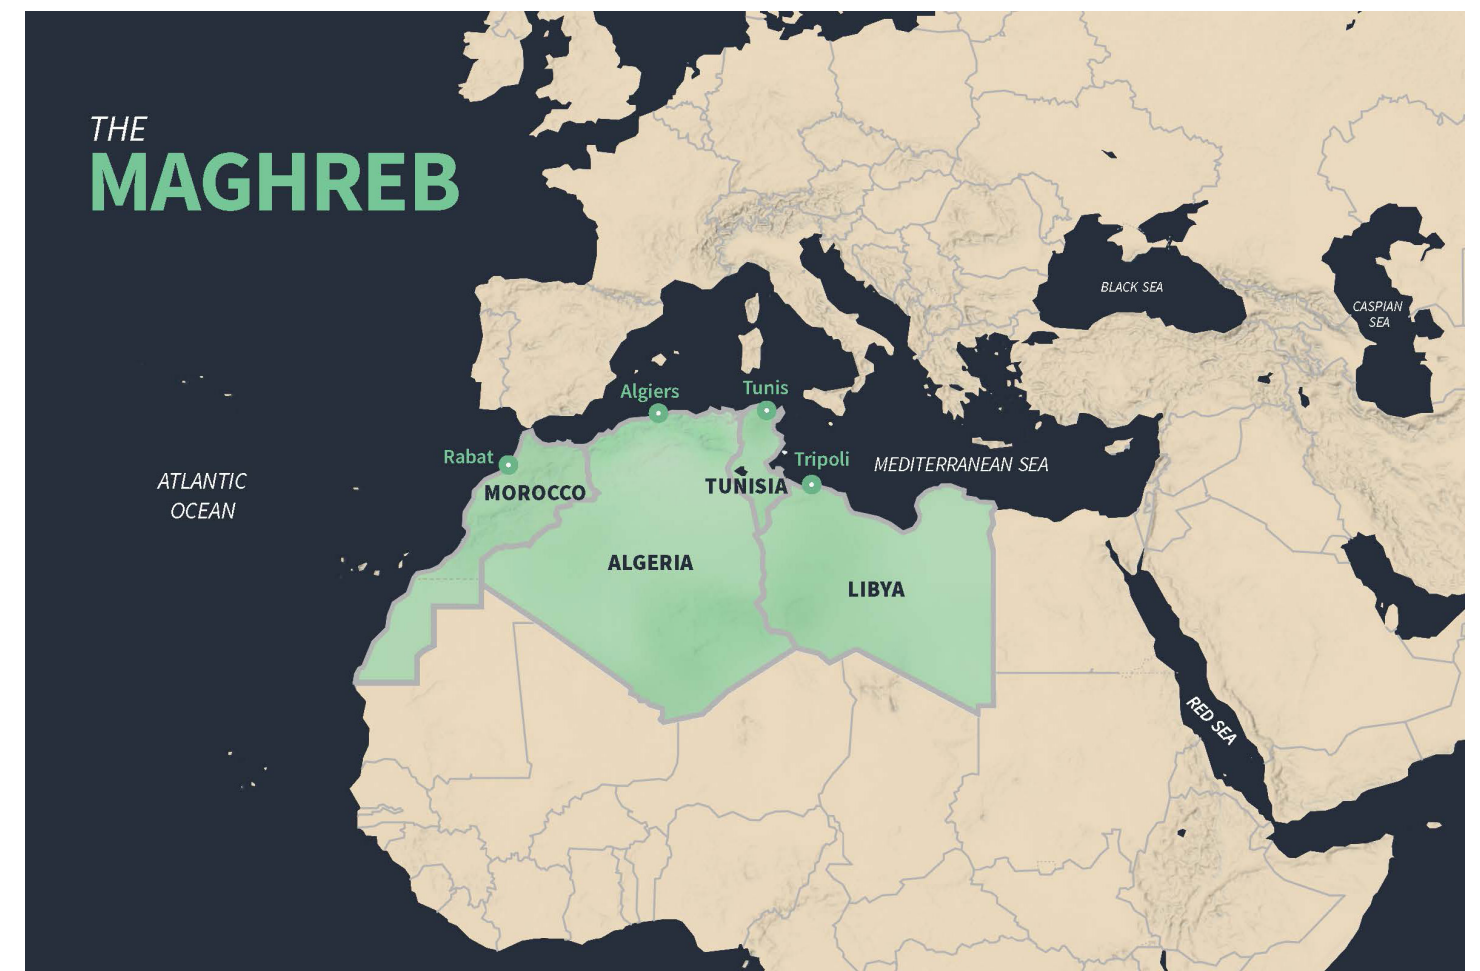 THE
MAGHREB
BLACK SEA
CASPIAN
SEA
Algiers
Tunis
Rabat
Tripoli
MEDITERRANEAN SEA
ATLANTIC
OCEAN
MOROCCO
TUNISIA
ALGERIA
LIBYA
RED SEA